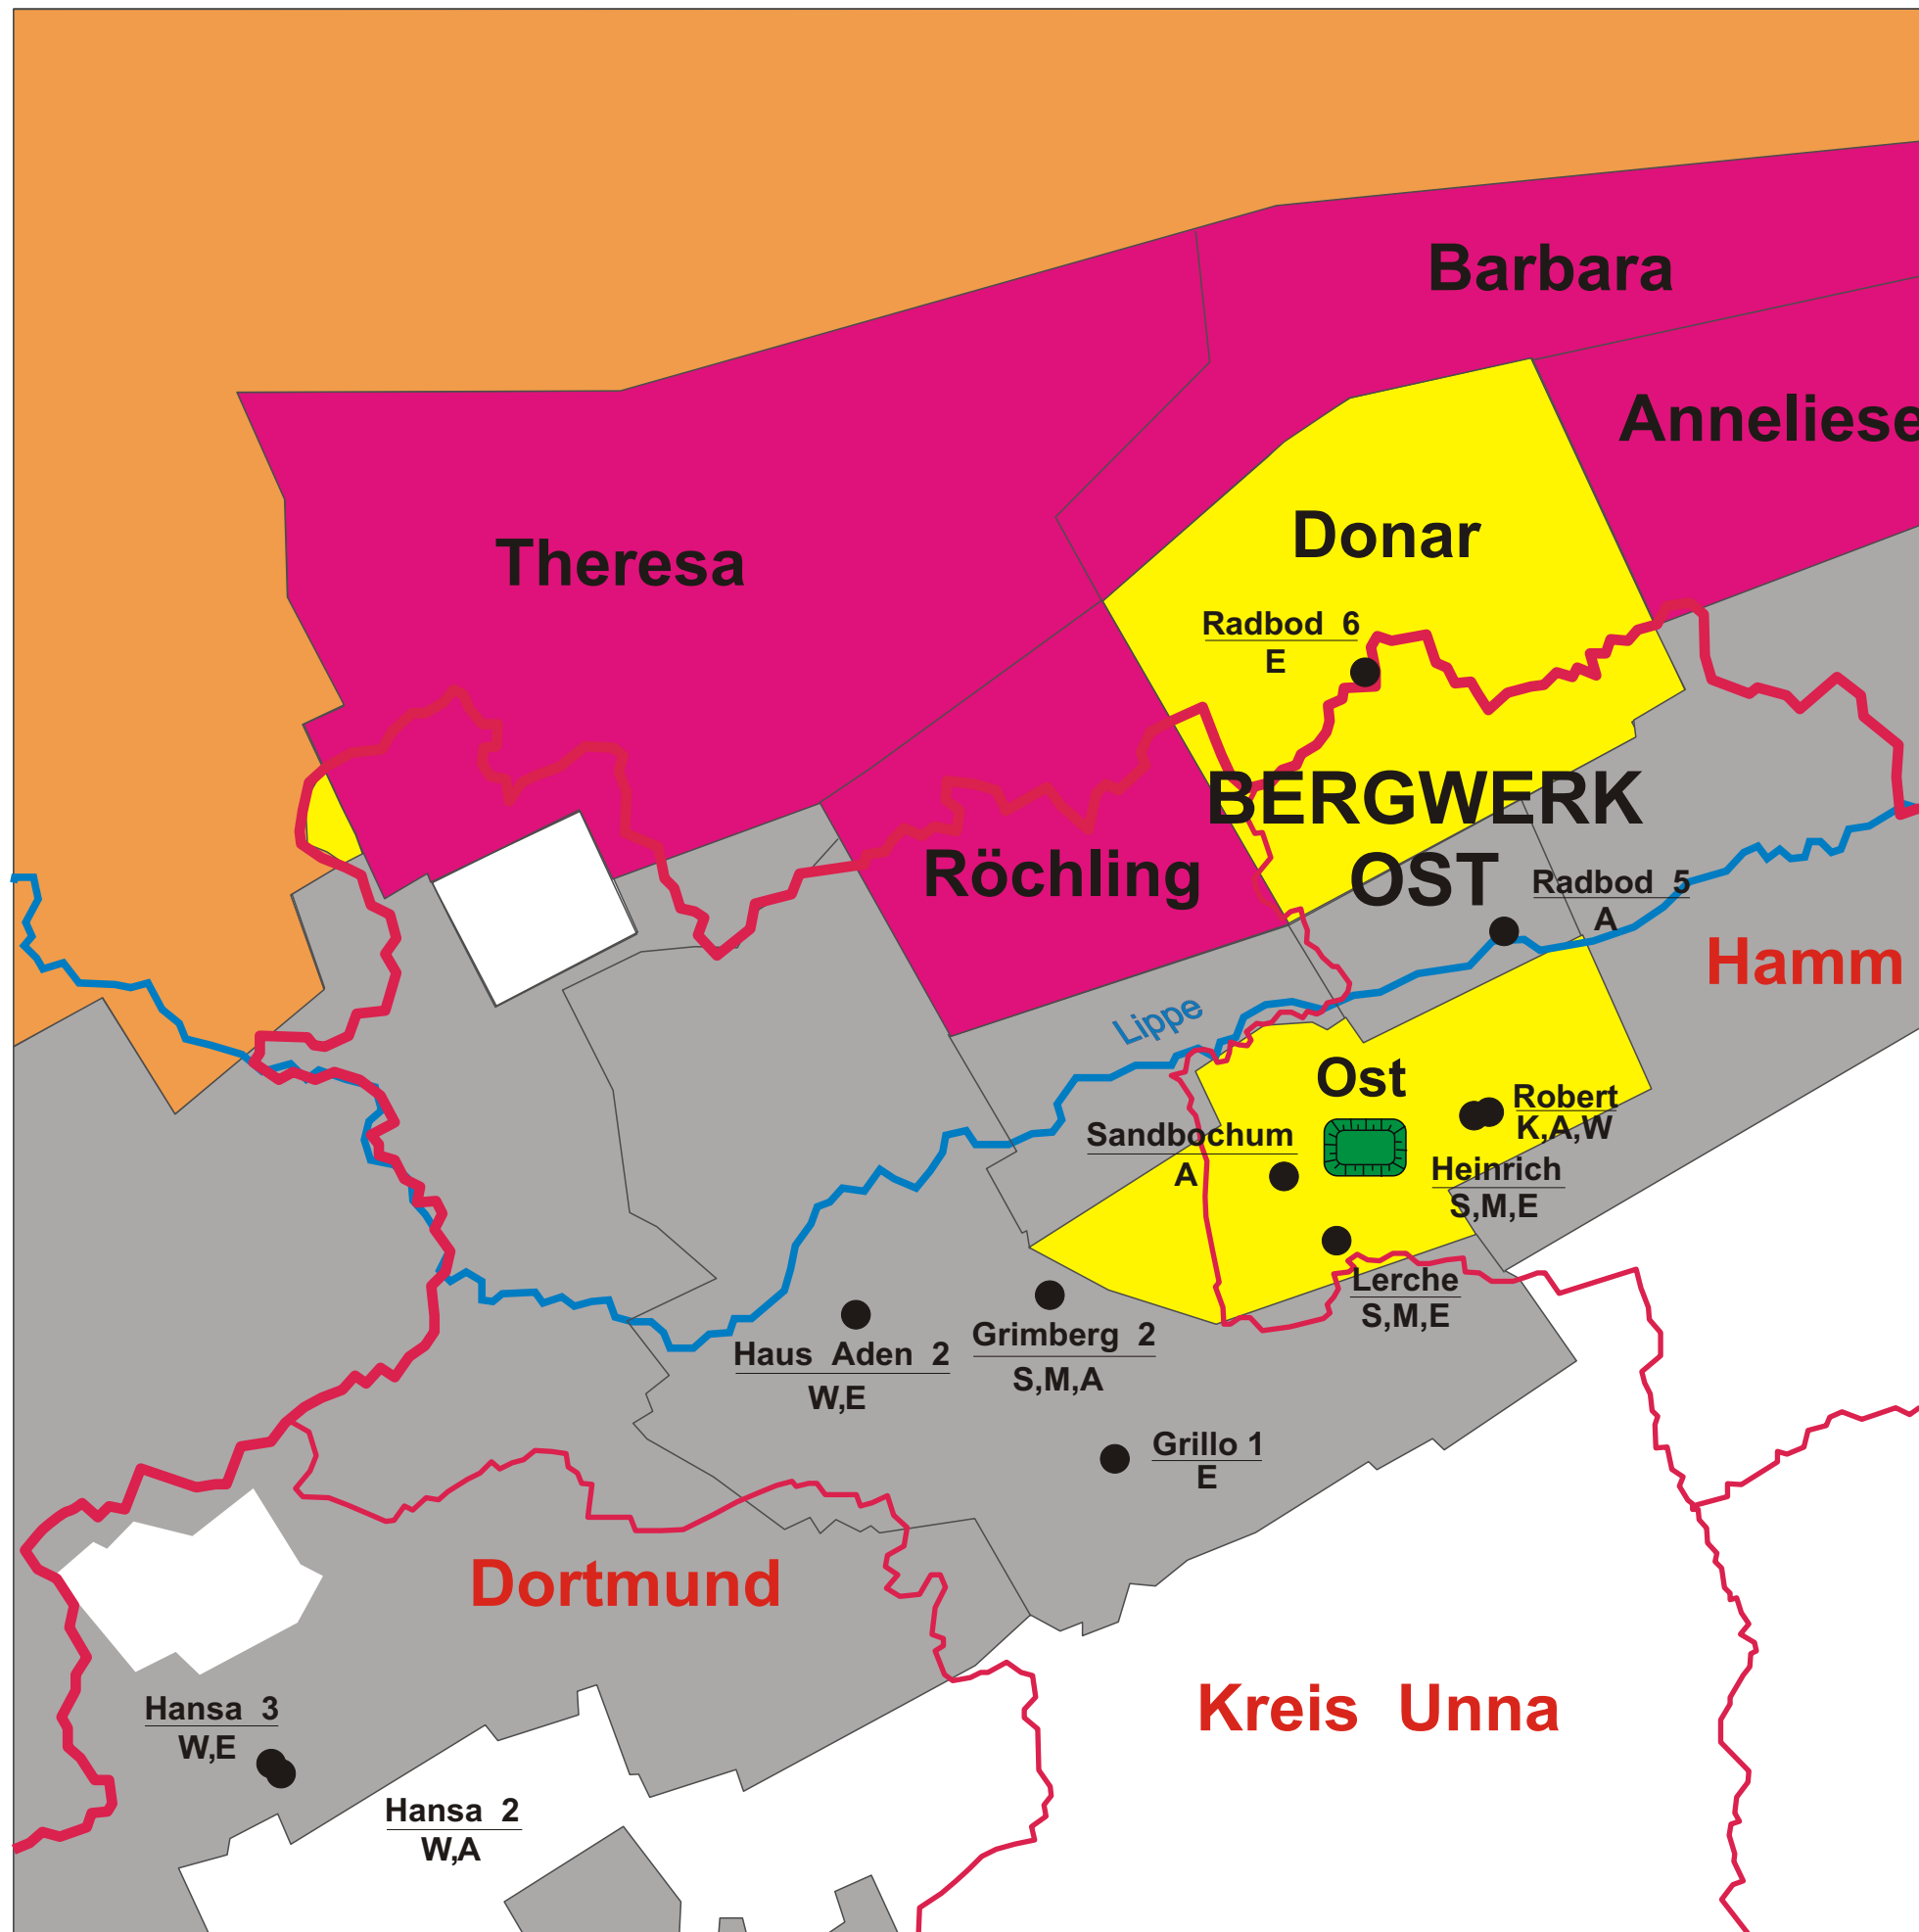 Barbara
Anneliese
Donar
Theresa
Radbod 6
E
BERGWERK
OST
Röchling
Radbod 5
A
Hamm
Lippe
Ost
Robert
K,A,W
Sandbochum
A
Heinrich
S,M,E
Lerche
S,M,E
Grimberg 2
S,M,A
Haus Aden 2
W,E
Grillo 1
E
Dortmund
Kreis Unna
Hansa 3
W,E
Hansa 2
W,A